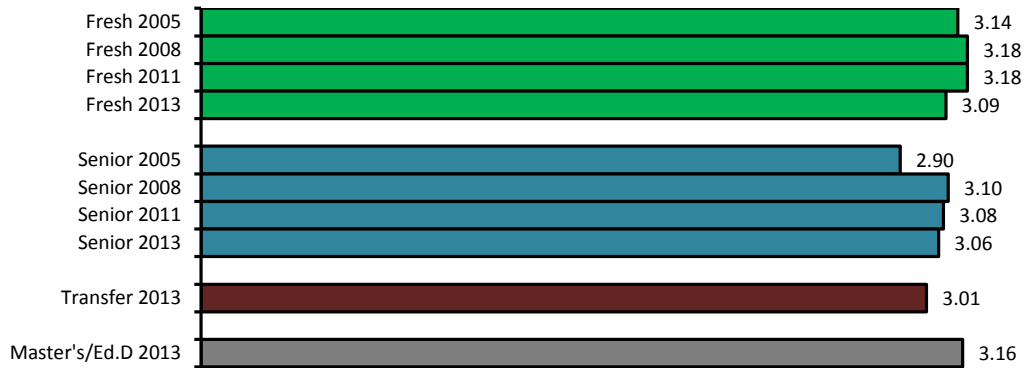 Fresh 2005 3.14
Fresh 2008 3.18
Fresh 2011 3.18
Fresh 2013 3.09
Senior 2005 2.90
Senior 2008 3.10
Senior 2011 3.08
Senior 2013 3.06
Transfer 2013 3.01
Master's/Ed.D 2013 3.16